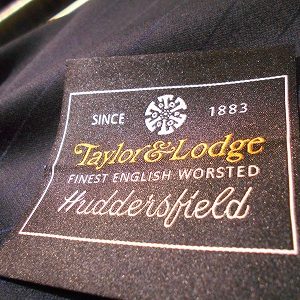 SINCE 1883
Taylor & Lodge
FINEST ENGLISH WORSTED
Huddersfield